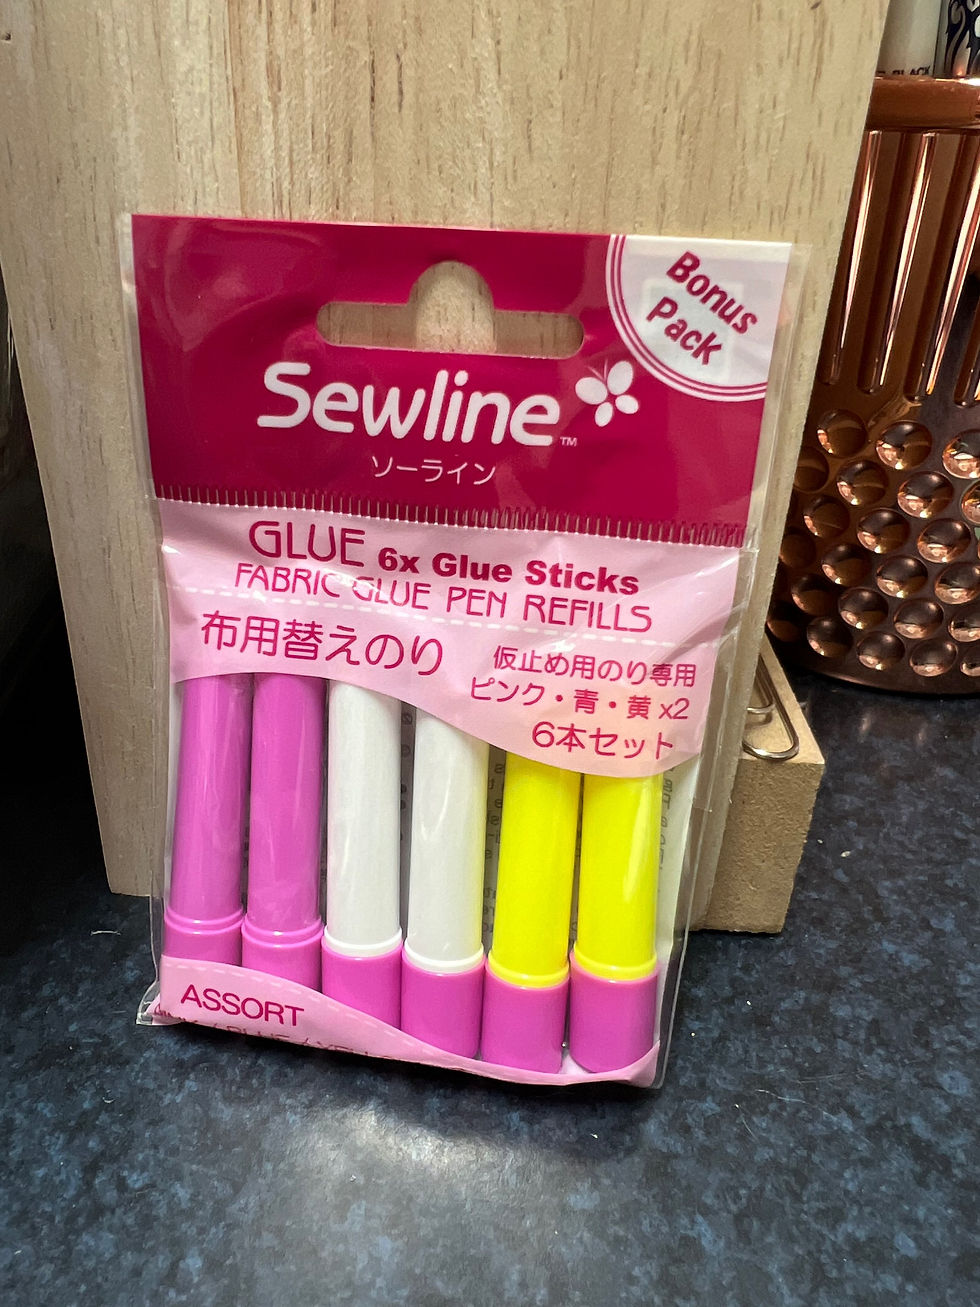 Bonus
Pack
Sewline™
ソーライン
GLUE 6x Glue Sticks
FABRIC GLUE PEN REFILLS
布用替えのり
仮止め用のり専用
ピンク・青・黄 x2
6本セット
ASSORT
BLACK